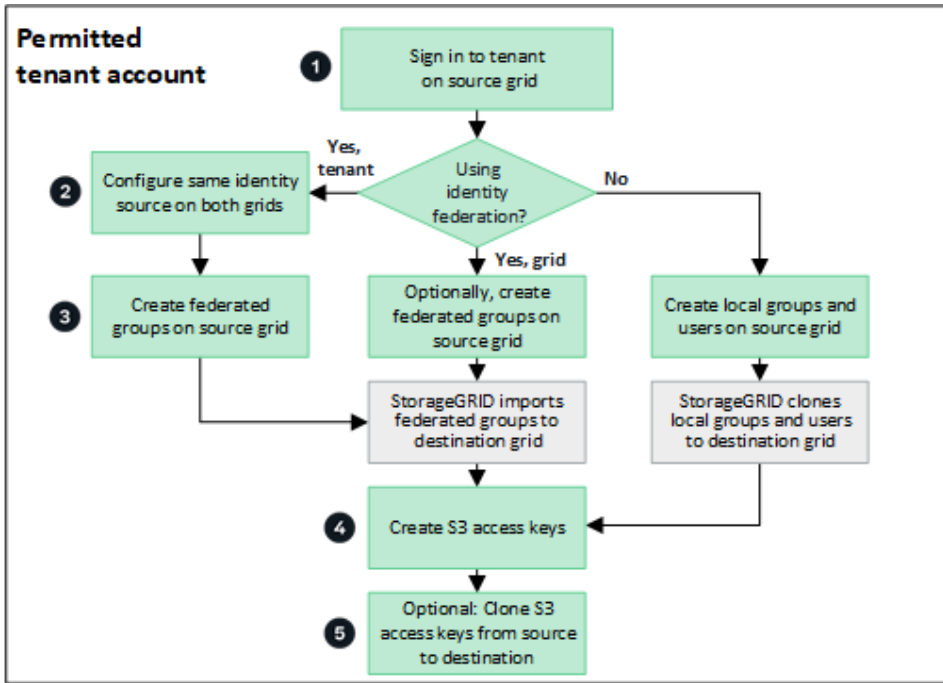 Permitted
tenant account
1
Sign in to tenant
on source grid
Yes,
tenant
Using
identity
federation?
No
2
Configure same identity
source on both grids
Yes, grid
3
Create federated
groups on source grid
Optionally, create
federated groups on
source grid
Create local groups and
users on source grid
StorageGRID imports
federated groups to
destination grid
StorageGRID clones
local groups and users
to destination grid
4
Create S3 access keys
5
Optional: Clone S3
access keys from source
to destination